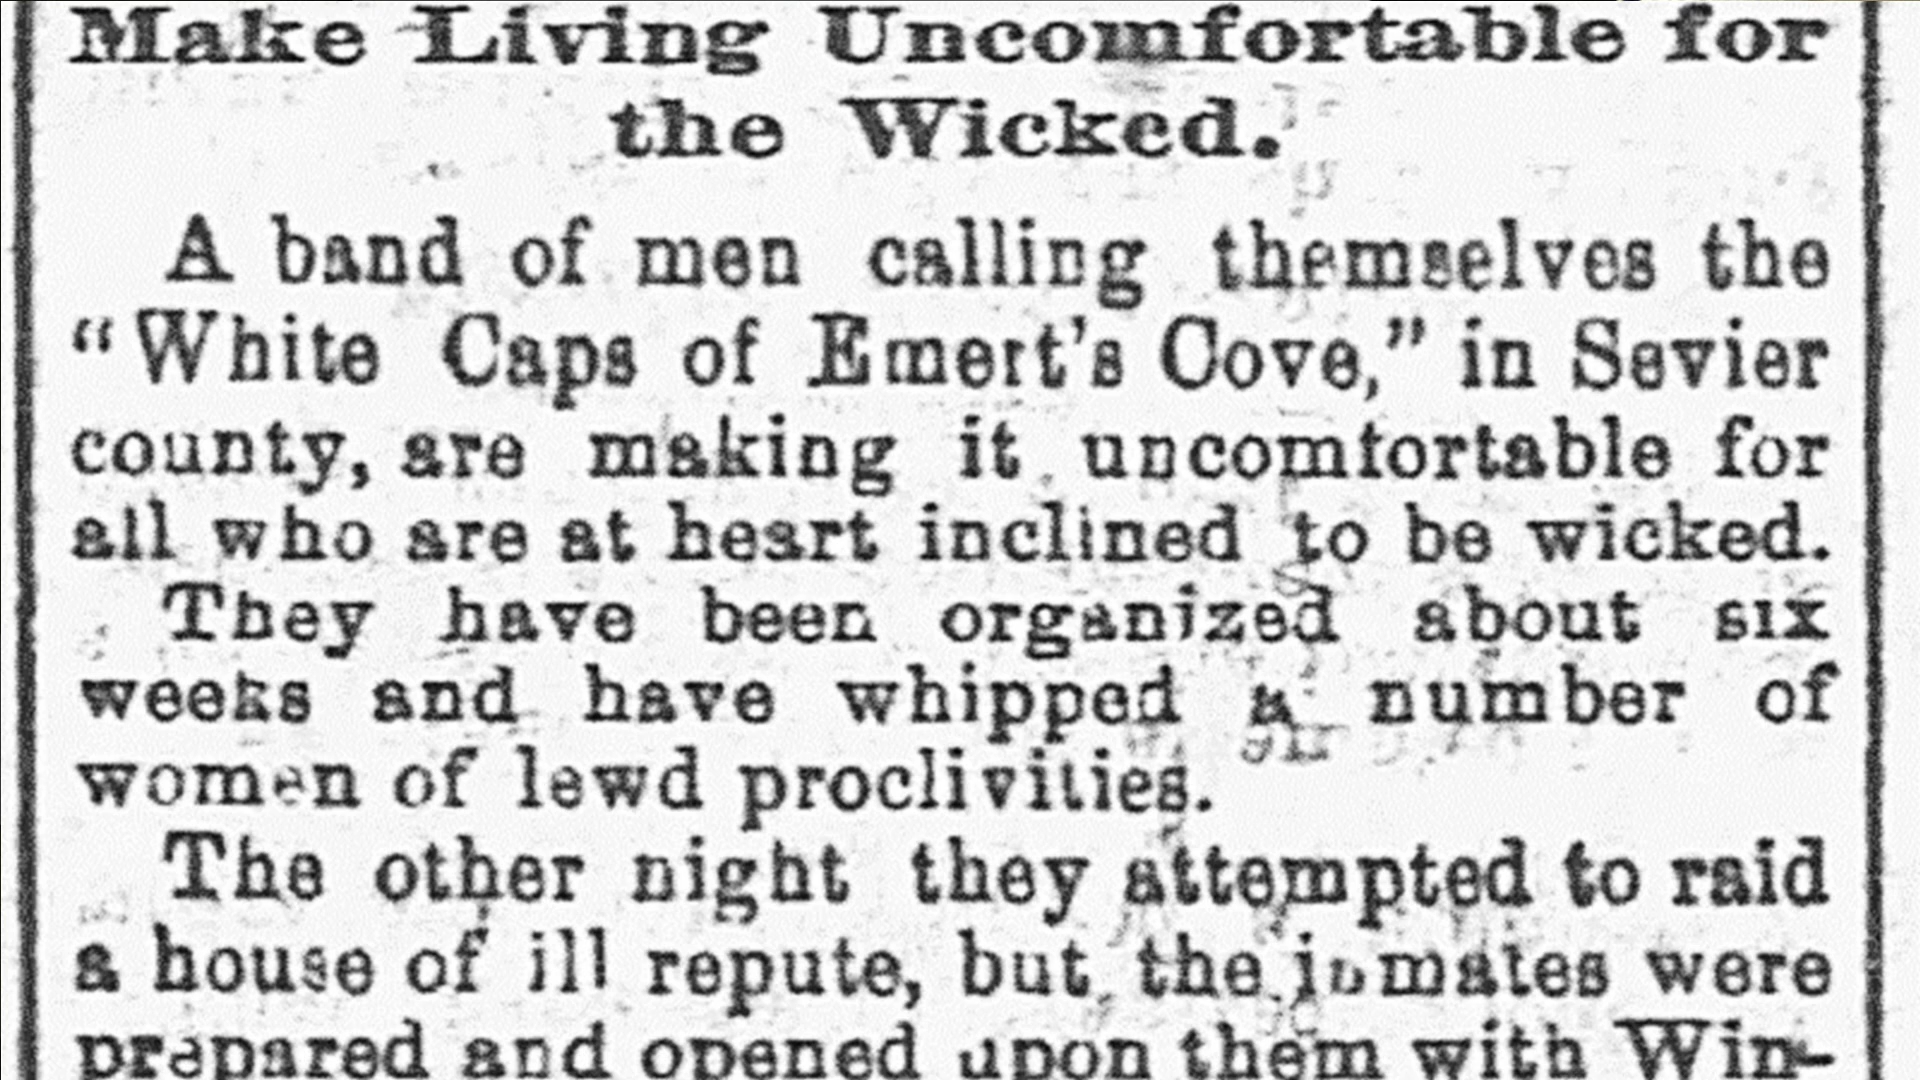 Make Living Uncomfortable for
the Wicked.
A band of men calling themselves the
“White Caps of Emert’s Cove,” in Sevier
county, are making it uncomfortable for
all who are at heart inclined to be wicked.
They have been organized about six
weeks and have whipped a number of
women of lewd proclivities.
The other night they attempted to raid
a house of ill repute, but the inmates were
prepared and opened upon them with Win-